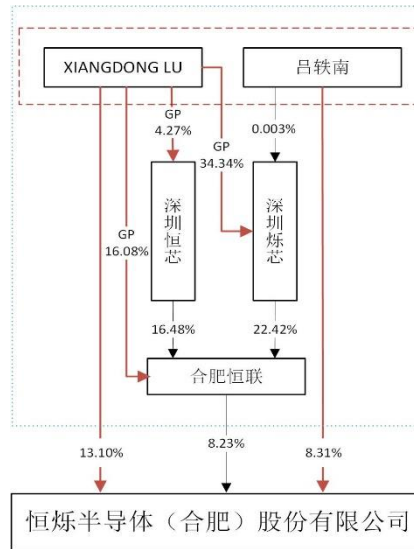 XIANGDONG LU
吕轶南
GP
4.27%
GP
34.34%
0.003%
深圳恒芯
深圳烁芯
GP
16.08%
16.48%
22.42%
合肥恒联
13.10%
8.23%
8.31%
恒烁半导体（合肥）股份有限公司